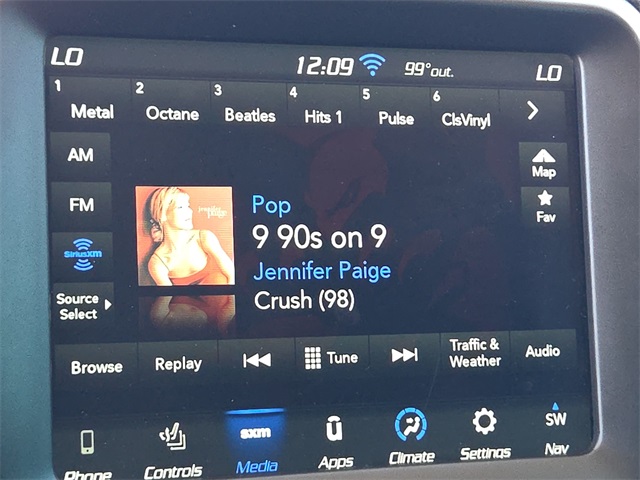 LO 12:09 99°out. LO
1 Metal
2 Octane
3 Beatles
4 Hits 1
5 Pulse
6 ClsVinyl
AM
FM
SiriusXM
Source
Select
Map
Fav
jennifer
paige
Pop
9 90s on 9
Jennifer Paige
Crush (98)
Browse
Replay
Tune
Traffic &
Weather
Audio
Phone
Controls
sxm
Media
Apps
Climate
Settings
SW
Nav